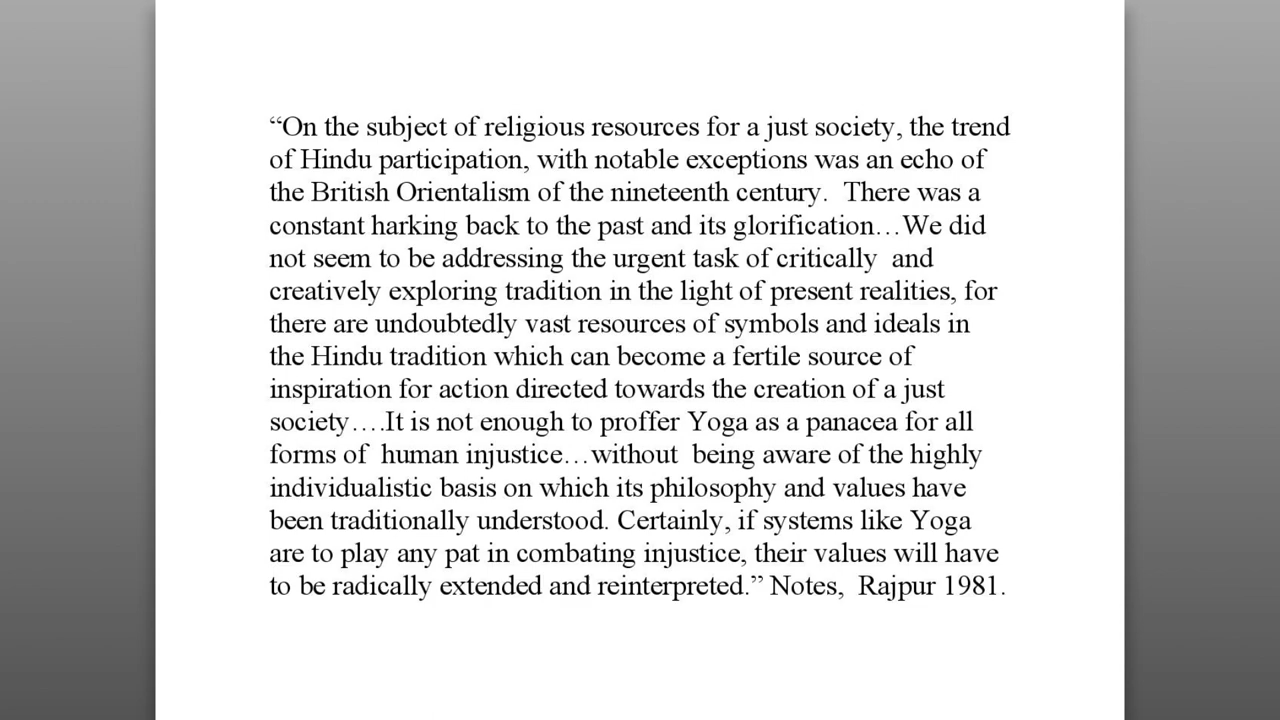 “On the subject of religious resources for a just society, the trend
of Hindu participation, with notable exceptions was an echo of
the British Orientalism of the nineteenth century.  There was a
constant harking back to the past and its glorification…We did
not seem to be addressing the urgent task of critically  and
creatively exploring tradition in the light of present realities, for
there are undoubtedly vast resources of symbols and ideals in
the Hindu tradition which can become a fertile source of
inspiration for action directed towards the creation of a just
society….It is not enough to proffer Yoga as a panacea for all
forms of  human injustice…without  being aware of the highly
individualistic basis on which its philosophy and values have
been traditionally understood. Certainly, if systems like Yoga
are to play any pat in combating injustice, their values will have
to be radically extended and reinterpreted.” Notes,  Rajpur 1981.